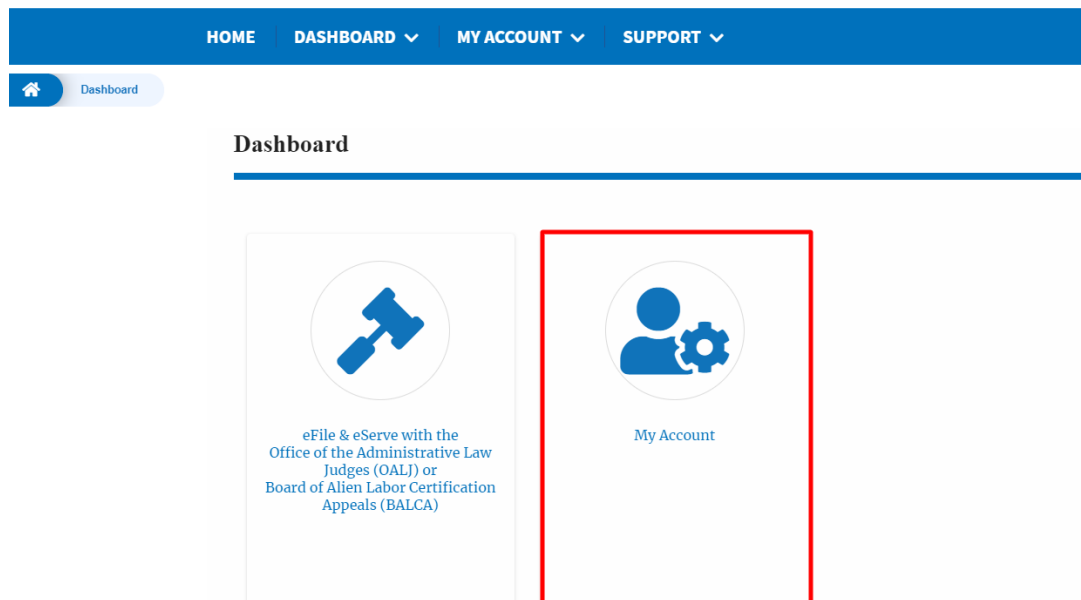 HOME DASHBOARD MY ACCOUNT SUPPORT
Dashboard
Dashboard
eFile & eServe with the
Office of the Administrative Law
Judges (OALJ) or
Board of Alien Labor Certification
Appeals (BALCA)
My Account